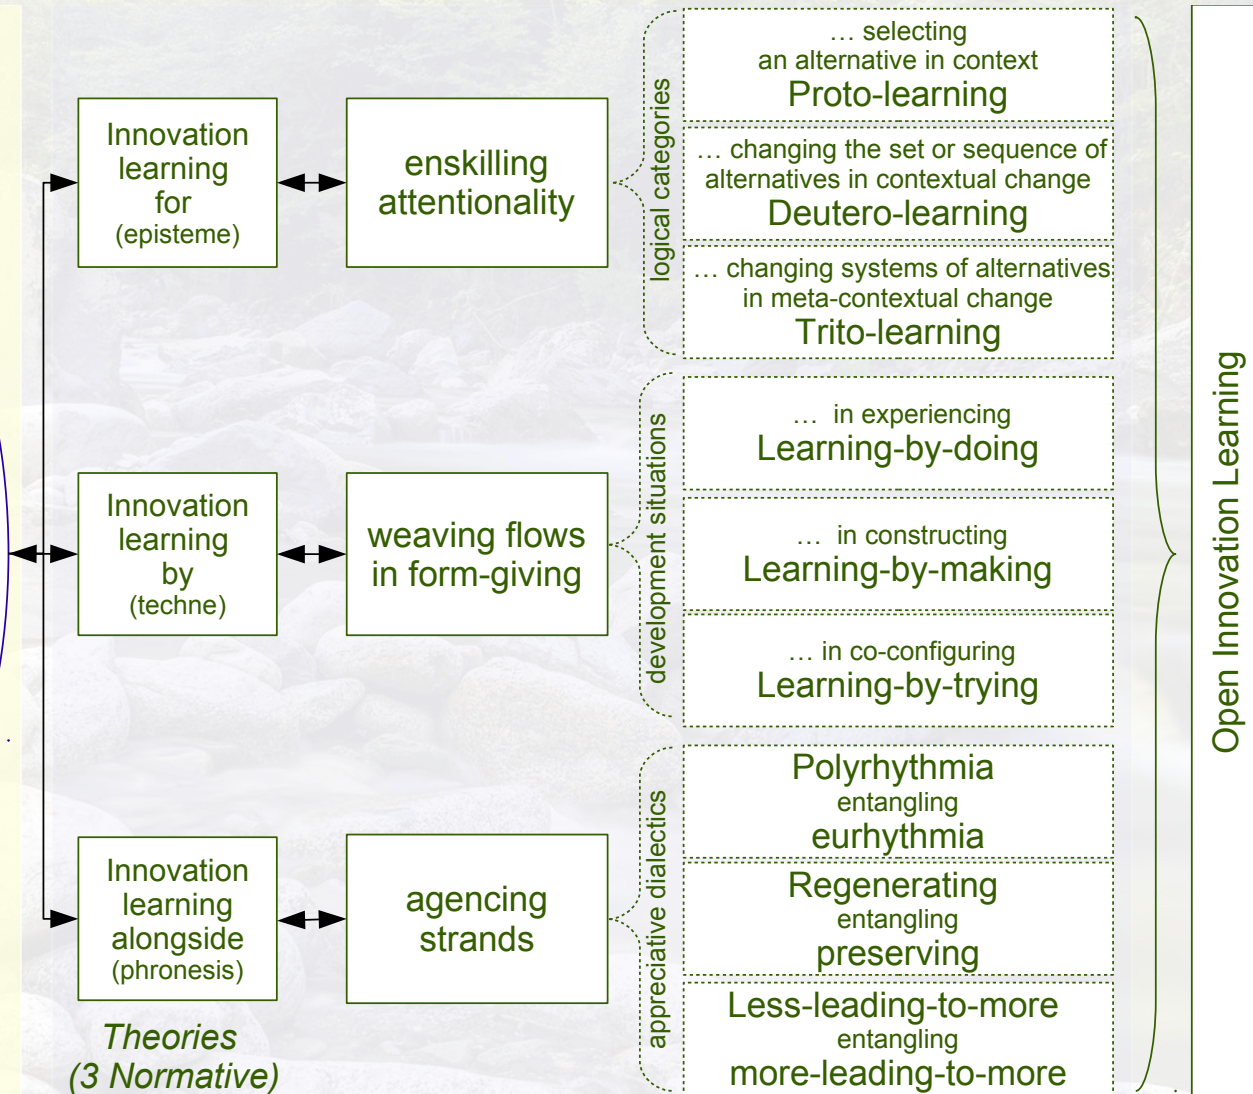 Innovation
learning
for
(episteme)
enskilling
attentionality
logical categories
… selecting
an alternative in context
Proto-learning
… changing the set or sequence of
alternatives in contextual change
Deutero-learning
… changing systems of alternatives
in meta-contextual change
Trito-learning
Innovation
learning
by
(techne)
weaving flows
in form-giving
development situations
… in experiencing
Learning-by-doing
… in constructing
Learning-by-making
… in co-configuring
Learning-by-trying
Innovation
learning
alongside
(phronesis)
agencing
strands
appreciative dialectics
Polyrhythmia
entangling
eurhythmia
Regenerating
entangling
preserving
Less-leading-to-more
entangling
more-leading-to-more
Theories
(3 Normative)
Open Innovation Learning